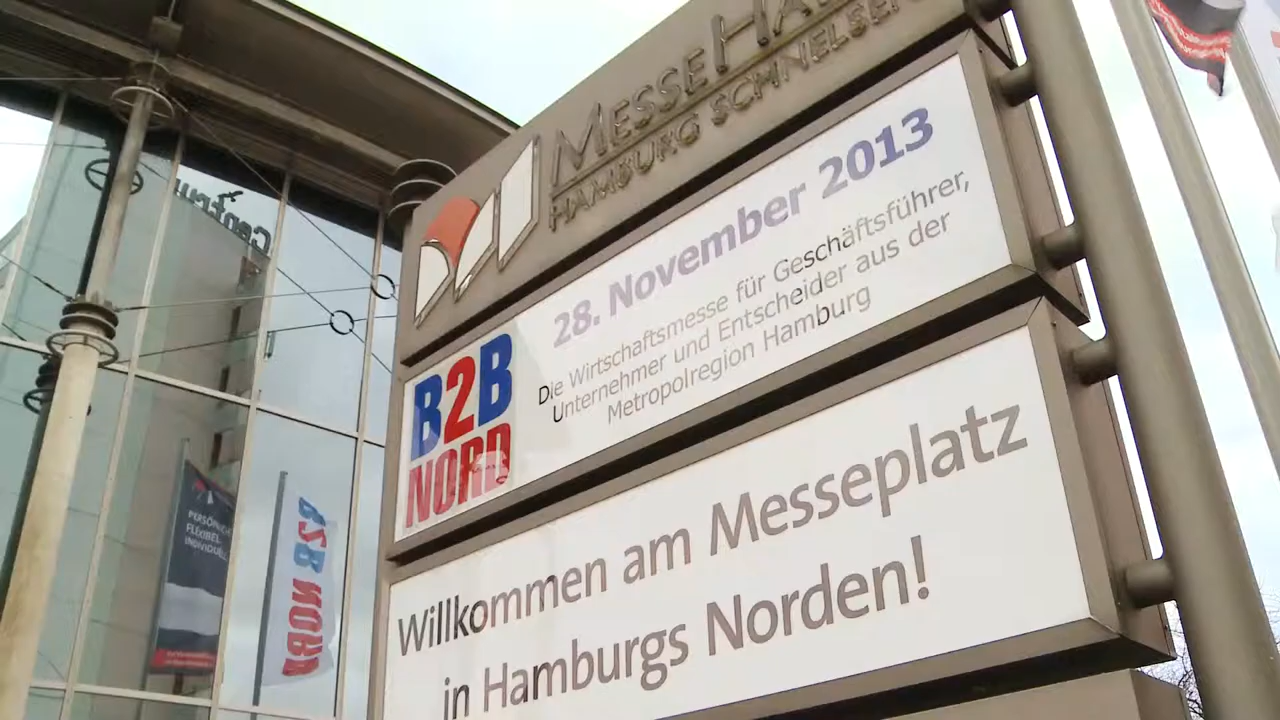 MESSEHA
HAMBURG SCHNELSEN
28. November 2013
Die Wirtschaftsmesse für Geschäftsführer,
Unternehmer und Entscheider aus der
Metropolregion Hamburg
B2B
NORD
Willkommen am Messeplatz
in Hamburgs Norden!
Centrum
PERSÖNLICH
FLEXIBEL
INDIVIDUELL
B2B NORD